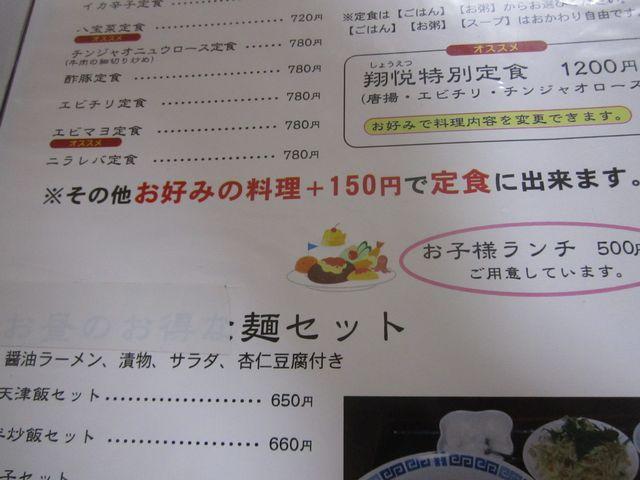 イカ辛子定食
八宝菜定食 720円
オススメ
チンジャオニュウロース定食 780円
(牛肉の細切り炒め)
酢豚定食 780円
エビチリ定食 780円
エビマヨ定食 780円
オススメ
ニラレバ定食 780円
※定食は【ごはん】【お粥】からお選び
【ごはん】【お粥】【スープ】はおかわり自由です
オススメ
しょうえつ
翔悦特別定食 1200円
(唐揚・エビチリ・チンジャオロース
お好みで料理内容を変更できます。
※その他お好みの料理+150円で定食に出来ます。
お子様ランチ 500円
ご用意しています。
お昼のお得な
:麺セット
醤油ラーメン、漬物、サラダ、杏仁豆腐付き
天津飯セット 650円
炒飯セット 660円
子セット